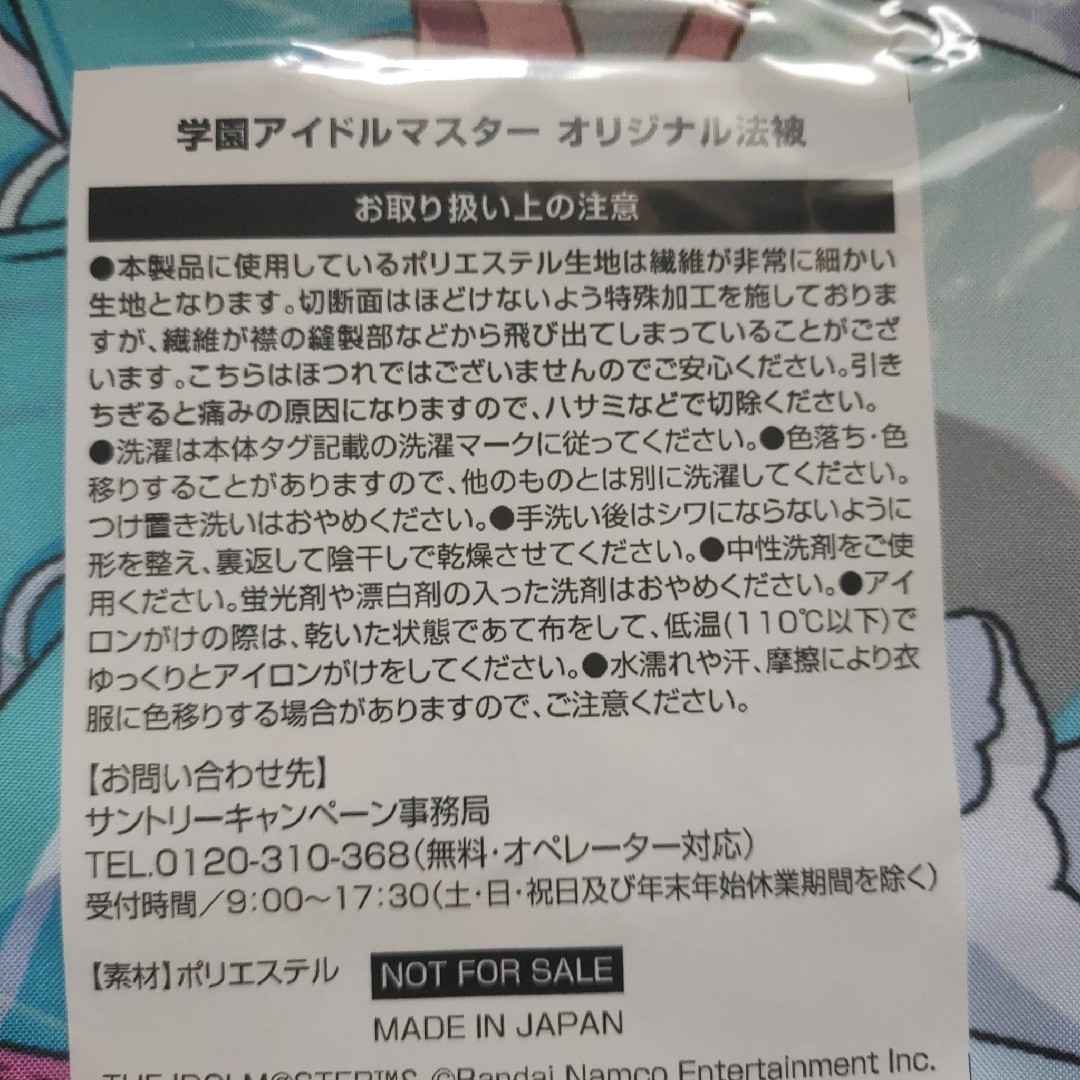 学園アイドルマスター オリジナル法被
お取り扱い上の注意
●本製品に使用しているポリエステル生地は繊維が非常に細かい
生地となります。切断面はほどけないよう特殊加工を施しておりま
すが、繊維が襟の縫製部などから飛び出てしまっていることがござ
います。こちらはほつれではございませんのでご安心ください。引き
ちぎると痛みの原因になりますので、ハサミなどで切除ください。
●洗濯は本体タグ記載の洗濯マークに従ってください。●色落ち・色
移りすることがありますので、他のものとは別に洗濯してください。
つけ置き洗いはおやめください。●手洗い後はシワにならないように
形を整え、裏返して陰干しで乾燥させてください。●中性洗剤をご使
用ください。蛍光剤や漂白剤の入った洗剤はおやめください。●アイ
ロンがけの際は、乾いた状態であて布をして、低温(110℃以下)で
ゆっくりとアイロンがけをしてください。●水濡れや汗、摩擦により衣
服に色移りする場合がありますので、ご注意ください。
【お問い合わせ先】
サントリーキャンペーン事務局
TEL.0120-310-368(無料・オペレーター対応)
受付時間/9:00〜17:30(土・日・祝日及び年末年始休業期間を除く)
【素材】ポリエステル NOT FOR SALE
MADE IN JAPAN
THE IDOLM@STER™& ©Bandai Namco Entertainment Inc.